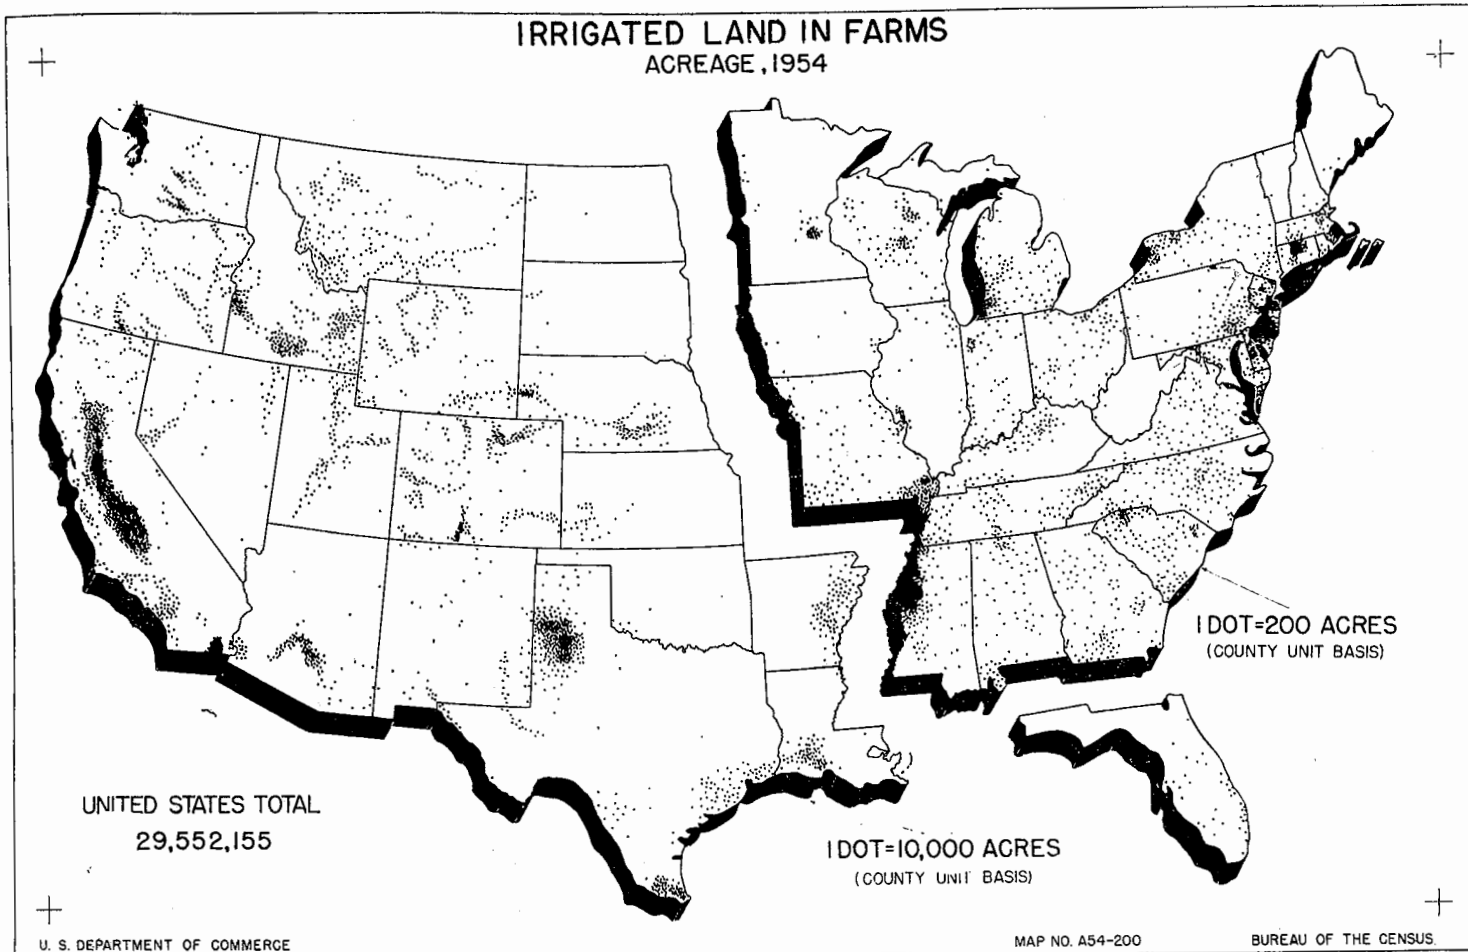 IRRIGATED LAND IN FARMS
ACREAGE, 1954
1 DOT=200 ACRES
(COUNTY UNIT BASIS)
UNITED STATES TOTAL
29,552,155
1 DOT=10,000 ACRES
(COUNTY UNIT BASIS)
U. S. DEPARTMENT OF COMMERCE
MAP NO. A54-200
BUREAU OF THE CENSUS